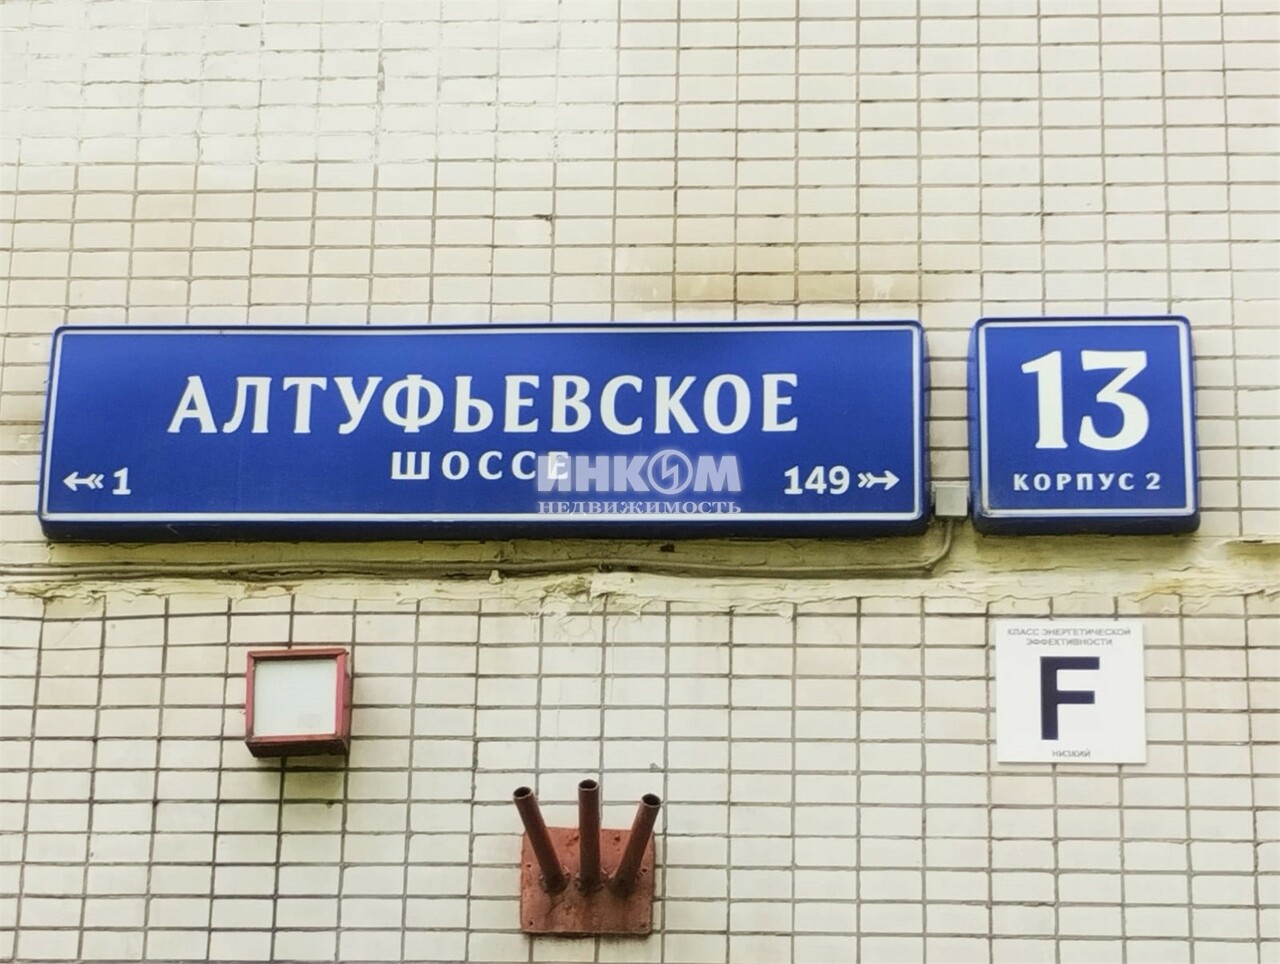 АЛТУФЬЕВСКОЕ
ШОССЕ
1
149
13
КОРПУС 2
ИНКОМ
НЕДВИЖИМОСТЬ
КЛАСС ЭНЕРГЕТИЧЕСКОЙ
ЭФФЕКТИВНОСТИ
F
НИЗКИЙ